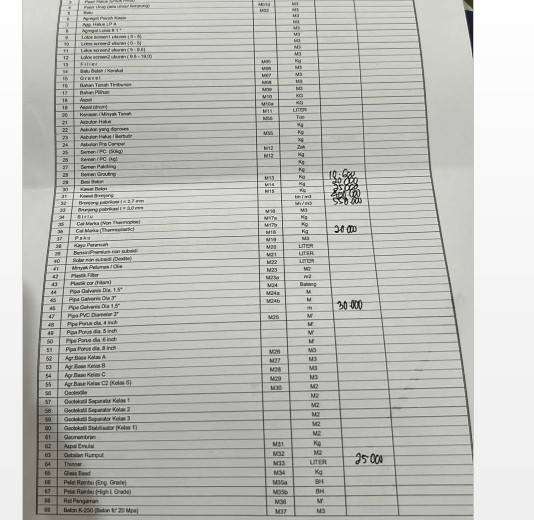 3 Pasir Halus M01d M3
4 Pasir Urug M02 M3
5 Batu M3
6 Agregat Pecah Kasar M3
7 Agg. Halus LP A M3
8 Agregat Lolos # 1 " M3
9 Lolos screen1 ukuran ( 0 - 5) M3
10 Lolos screen2 ukuran ( 0 - 5) M3
11 Lolos screen2 ukuran ( 5 - 9.5) M3
12 Lolos screen2 ukuran ( 9.5 - 19.0) M3
13 F i l l e r M05 Kg
14 Batu Belah / Kerakal M06 M3
15 G r a v e l M07 M3
16 Bahan Tanah Timbunan M08 M3
17 Bahan Pilihan M09 M3
18 Aspal M10 KG
19 Aspal (drum) M10a KG
20 Kerosen / Minyak Tanah M11 LITER
21 Asbuton Halus Ton
22 Asbuton yang diproses Kg
23 Asbuton Halus / Berbutir M55 Kg
24 Asbuton Pra Campur kg
25 Semen / PC (50kg) M12 Zak
26 Semen / PC (kg) M12 Kg
27 Semen Patching Kg
28 Semen Grouting Kg
29 Besi Beton M13 Kg
30 Kawat Beton M14 Kg
31 Kawat Bronjong M15 Kg
32 Bronjong pabrikasi t = 2,7 mm bh / m3
33 Bronjong pabrikasi t = 3,0 mm bh / m3 550.000
34 S i r t u M16 M3
35 Cat Marka (Non Thermoplas) M17a Kg
36 Cat Marka (Thermoplastic) M17b Kg
37 P a k u M18 Kg 20.000
38 Kayu Perancah M19 M3
39 Bensin/Premium non subsidi M20 LITER
40 Solar non subsidi (Dexlite) M21 LITER
41 Minyak Pelumas / Olie M22 LITER
42 Plastik Filter M23 M2
43 Plastik cor (hitam) M23a m2
44 Pipa Galvanis Dia. 1.5" M24 Batang
45 Pipa Galvanis Dia 3" M24a M
46 Pipa Galvanis Dia 1,5" M24b M
47 Pipa PVC Diameter 2" m 30.000
48 Pipa Porus dia. 4 inch M25 M'
49 Pipa Porus dia. 5 inch M'
50 Pipa Porus dia. 6 inch M'
51 Pipa Porus dia. 8 inch M'
52 Agr.Base Kelas A M26 M3
53 Agr.Base Kelas B M27 M3
54 Agr.Base Kelas C M28 M3
55 Agr.Base Kelas C2 (Kelas S) M29 M3
56 Geotextile M30 M2
57 Geotekstil Separator Kelas 1 M2
58 Geotekstil Separator Kelas 2 M2
59 Geotekstil Separator Kelas 3 M2
60 Geotekstil Stabilisator (Kelas 1) M2
61 Geomembran M2
62 Aspal Emulsi M31 Kg
63 Gebalan Rumput M32 M2
64 Thinner M33 LITER 25.000
65 Glass Bead M34 Kg
66 Pelat Rambu (Eng. Grade) M35a BH
67 Pelat Rambu (High I. Grade) M35b BH
68 Rel Pengaman M36 M'
69 Beton K-250 (Beton fc' 20 Mpa) M37 M3